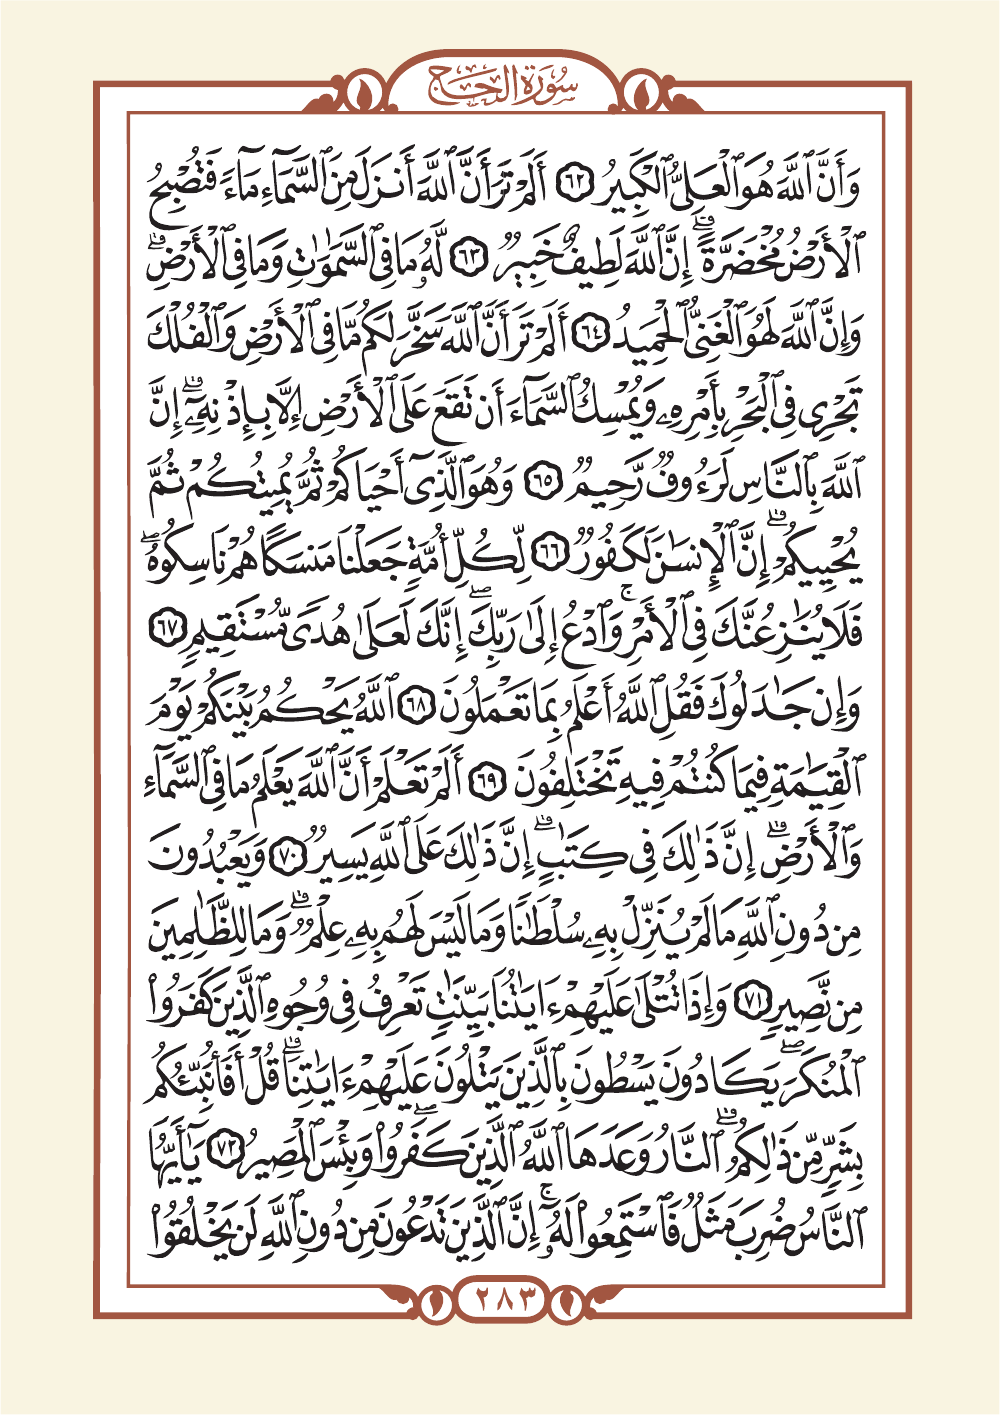 سُورَةُ الحَجِّ
وَأَنَّ ٱللَّهَ هُوَ ٱلْعَلِىُّ ٱلْكَبِيرُ ٦٢ أَلَمْ تَرَ أَنَّ ٱللَّهَ أَنزَلَ مِنَ ٱلسَّمَآءِ مَآءً فَتُصْبِحُ
ٱلْأَرْضُ مُخْضَرَّةً ۗ إِنَّ ٱللَّهَ لَطِيفٌ خَبِيرٌ ٦٣ لَّهُۥ مَا فِى ٱلسَّمَـٰوَٰتِ وَمَا فِى ٱلْأَرْضِ ۗ
وَإِنَّ ٱللَّهَ لَهُوَ ٱلْغَنِىُّ ٱلْحَمِيدُ ٦٤ أَلَمْ تَرَ أَنَّ ٱللَّهَ سَخَّرَ لَكُم مَّا فِى ٱلْأَرْضِ وَٱلْفُلْكَ
تَجْرِى فِى ٱلْبَحْرِ بِأَمْرِهِۦ وَيُمْسِكُ ٱلسَّمَآءَ أَن تَقَعَ عَلَى ٱلْأَرْضِ إِلَّا بِإِذْنِهِۦٓ ۗ إِنَّ
ٱللَّهَ بِٱلنَّاسِ لَرَءُوفٌ رَّحِيمٌ ٦٥ وَهُوَ ٱلَّذِىٓ أَحْيَاكُمْ ثُمَّ يُمِيتُكُمْ ثُمَّ
يُحْيِيكُمْ ۗ إِنَّ ٱلْإِنسَـٰنَ لَكَفُورٌ ٦٦ لِّكُلِّ أُمَّةٍ جَعَلْنَا مَنسَكًا هُمْ نَاسِكُوهُ ۖ
فَلَا يُنَـٰزِعُنَّكَ فِى ٱلْأَمْرِ ۚ وَٱدْعُ إِلَىٰ رَبِّكَ ۖ إِنَّكَ لَعَلَىٰ هُدًى مُّسْتَقِيمٍ ٦٧
وَإِن جَـٰدَلُوكَ فَقُلِ ٱللَّهُ أَعْلَمُ بِمَا تَعْمَلُونَ ٦٨ ٱللَّهُ يَحْكُمُ بَيْنَكُمْ يَوْمَ
ٱلْقِيَـٰمَةِ فِيمَا كُنتُمْ فِيهِ تَخْتَلِفُونَ ٦٩ أَلَمْ تَعْلَمْ أَنَّ ٱللَّهَ يَعْلَمُ مَا فِى ٱلسَّمَآءِ
وَٱلْأَرْضِ ۗ إِنَّ ذَٰلِكَ فِى كِتَـٰبٍ ۗ إِنَّ ذَٰلِكَ عَلَى ٱللَّهِ يَسِيرٌ ٧٠ وَيَعْبُدُونَ
مِن دُونِ ٱللَّهِ مَا لَمْ يُنَزِّلْ بِهِۦ سُلْطَـٰنًا وَمَا لَيْسَ لَهُم بِهِۦ عِلْمٌ ۗ وَمَا لِلظَّـٰلِمِينَ
مِن نَّصِيرٍ ٧١ وَإِذَا تُتْلَىٰ عَلَيْهِمْ ءَايَـٰتُنَا بَيِّنَـٰتٍ تَعْرِفُ فِى وُجُوهِ ٱلَّذِينَ كَفَرُوا۟
ٱلْمُنكَرَ ۖ يَكَادُونَ يَسْطُونَ بِٱلَّذِينَ يَتْلُونَ عَلَيْهِمْ ءَايَـٰتِنَا ۗ قُلْ أَفَأُنَبِّئُكُم
بِشَرٍّ مِّن ذَٰلِكُمُ ۗ ٱلنَّارُ وَعَدَهَا ٱللَّهُ ٱلَّذِينَ كَفَرُوا۟ ۖ وَبِئْسَ ٱلْمَصِيرُ ٧٢ يَـٰٓأَيُّهَا
ٱلنَّاسُ ضُرِبَ مَثَلٌ فَٱسْتَمِعُوا۟ لَهُۥٓ ۚ إِنَّ ٱلَّذِينَ تَدْعُونَ مِن دُونِ ٱللَّهِ لَن يَخْلُقُوا۟
٢٨٣